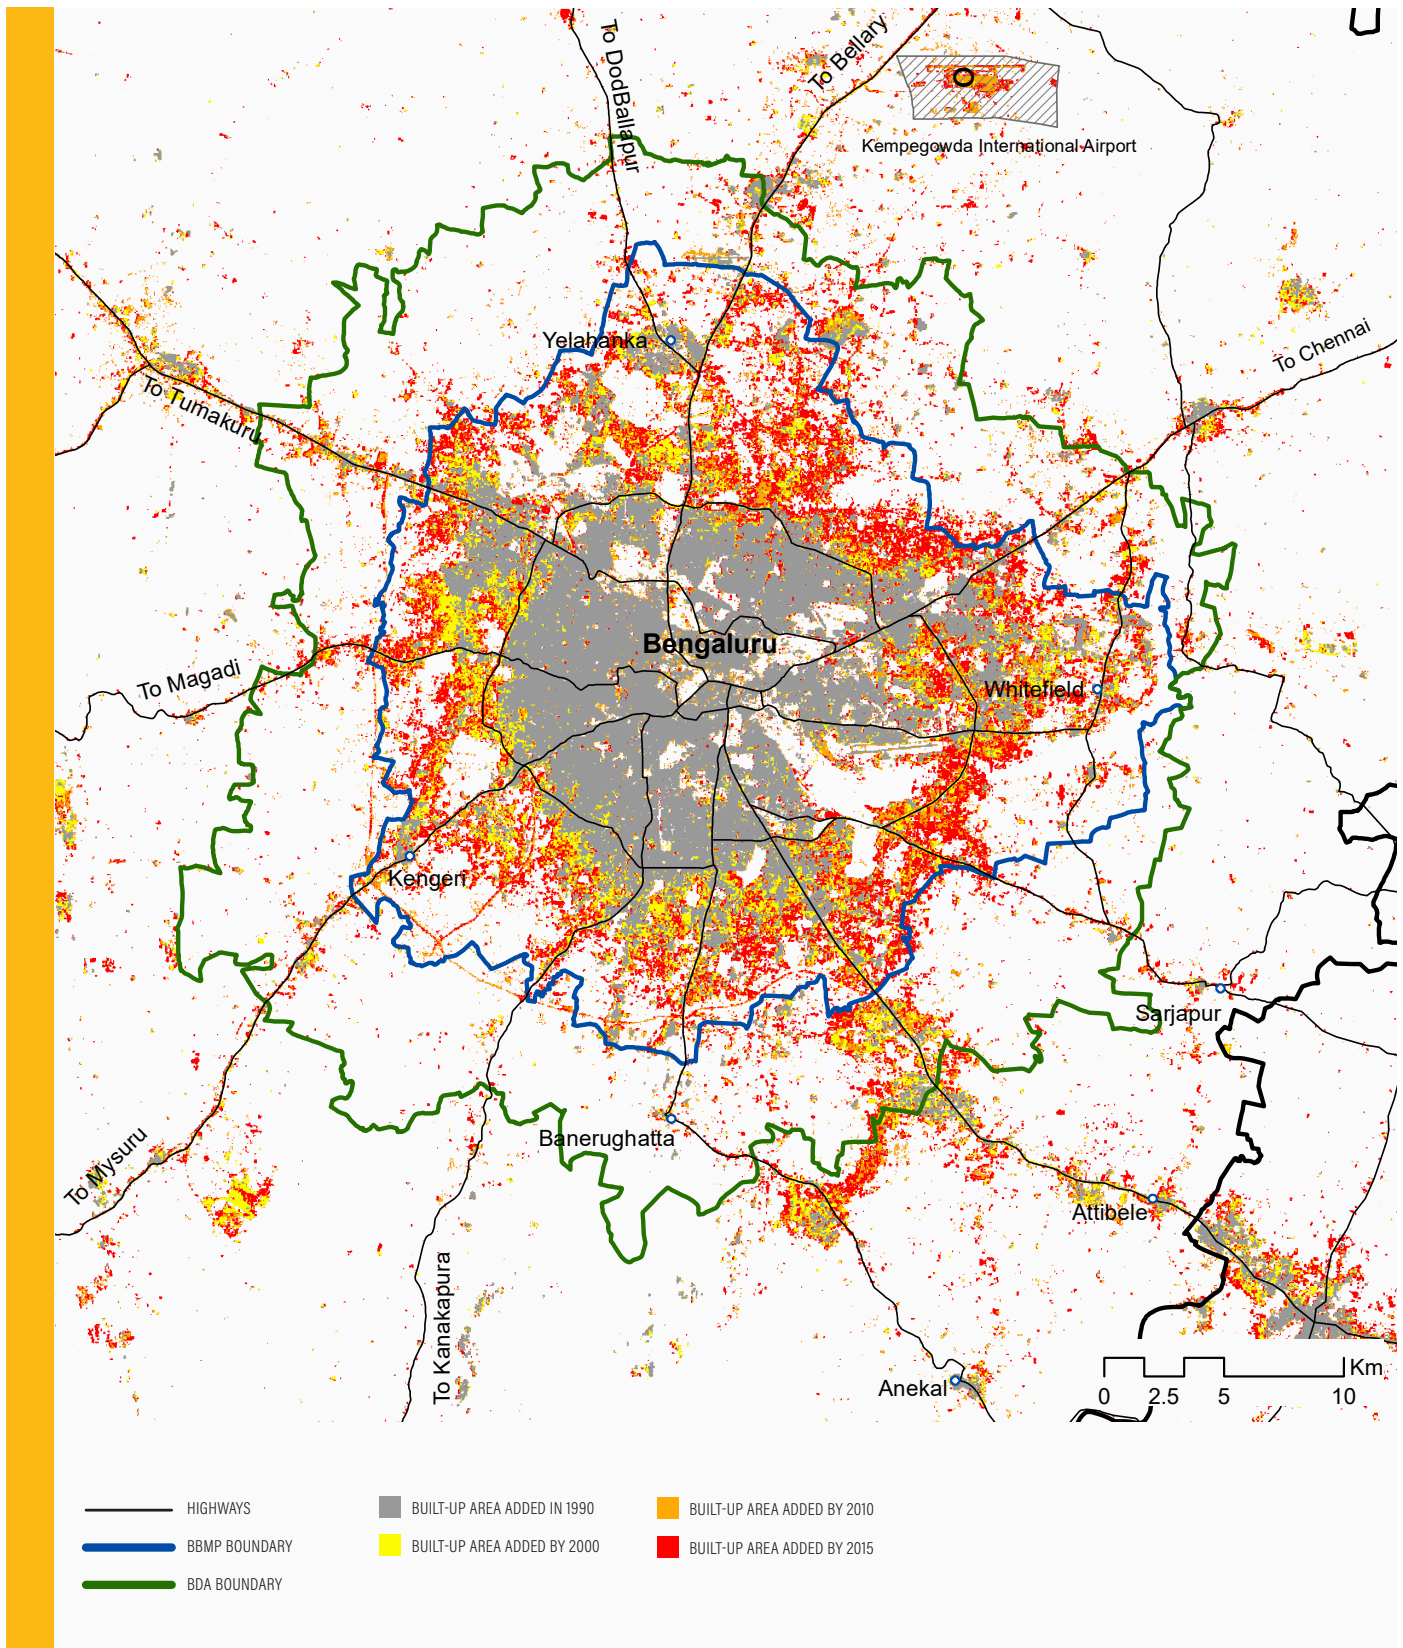 To DodBallapur
To Bellary
Kempegowda International Airport
Yelahanka
To Chennai
To Tumakuru
Bengaluru
To Magadi
Whitefield
Kengeri
Sarjapur
Banerughatta
To Mysuru
Attibele
To Kanakapura
Anekal
Km
0 2.5 5 10
HIGHWAYS
BBMP BOUNDARY
BDA BOUNDARY
BUILT-UP AREA ADDED IN 1990
BUILT-UP AREA ADDED BY 2000
BUILT-UP AREA ADDED BY 2010
BUILT-UP AREA ADDED BY 2015